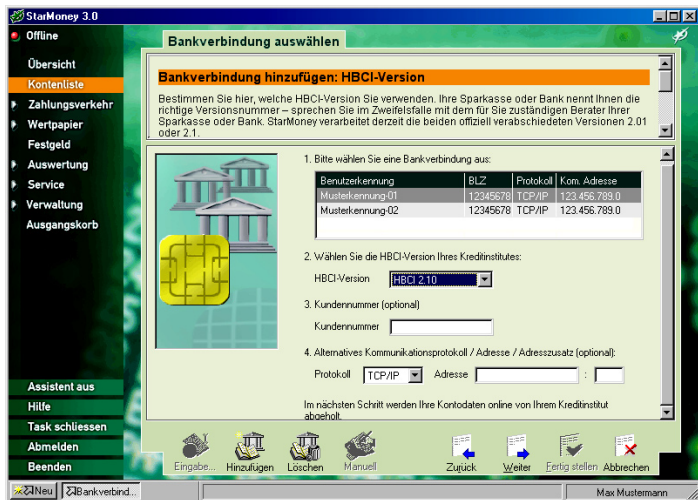 StarMoney 3.0
Offline
Übersicht
Kontenliste
Zahlungsverkehr
Wertpapier
Festgeld
Auswertung
Service
Verwaltung
Ausgangskorb
Assistent aus
Hilfe
Task schliessen
Abmelden
Beenden
Bankverbindung auswählen
Bankverbindung hinzufügen: HBCI-Version
Bestimmen Sie hier, welche HBCI-Version Sie verwenden. Ihre Sparkasse oder Bank nennt Ihnen die
richtige Versionsnummer – sprechen Sie im Zweifelsfalle mit dem für Sie zuständigen Berater Ihrer
Sparkasse oder Bank. StarMoney verarbeitet derzeit die beiden offiziell verabschiedeten Versionen 2.01
oder 2.1.
1. Bitte wählen Sie eine Bankverbindung aus:
Benutzerkennung BLZ Protokoll Kom. Adresse
Musterkennung-01 12345678 TCP/IP 123.456.789.0
Musterkennung-02 12345678 TCP/IP 123.456.789.0
2. Wählen Sie die HBCI-Version Ihres Kreditinstitutes:
HBCI-Version HBCI 2.10
3. Kundennummer (optional)
Kundennummer
4. Alternatives Kommunikationsprotokoll / Adresse / Adresszusatz (optional):
Protokoll TCP/IP Adresse :
Im nächsten Schritt werden Ihre Kontodaten online von Ihrem Kreditinstitut
abgeholt.
Eingabe... Hinzufügen Löschen Manuell Zurück Weiter Fertig stellen Abbrechen
Neu Bankverbind... Max Mustermann